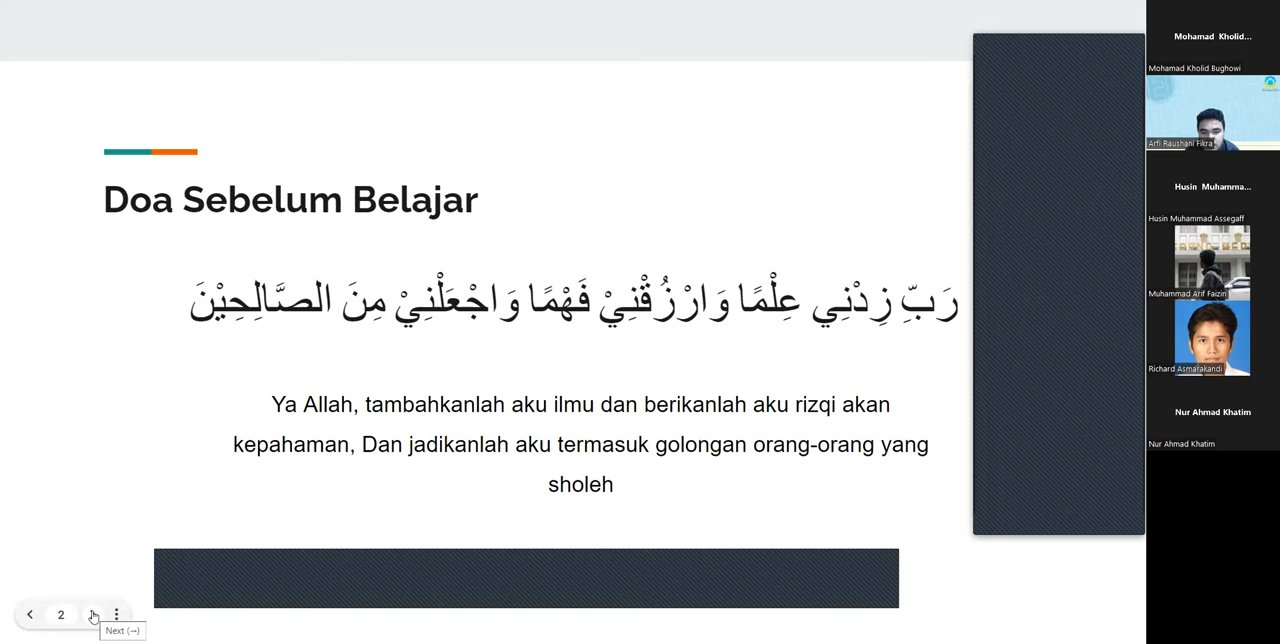 Doa Sebelum Belajar
رَبِّ زِدْنِي عِلْمًا وَارْزُقْنِيْ فَهْمًا وَاجْعَلْنِيْ مِنَ الصَّالِحِيْنَ
Ya Allah, tambahkanlah aku ilmu dan berikanlah aku rizqi akan
kepahaman, Dan jadikanlah aku termasuk golongan orang-orang yang
sholeh
2
Next (→)
Mohamad Kholid...
Mohamad Kholid Bughowi
Arfi Raushani Fikra
Husin Muhamma...
Husin Muhammad Assegaff
Muhammad Arif Faizin
Richard Asmarakandi
Nur Ahmad Khatim
Nur Ahmad Khatim